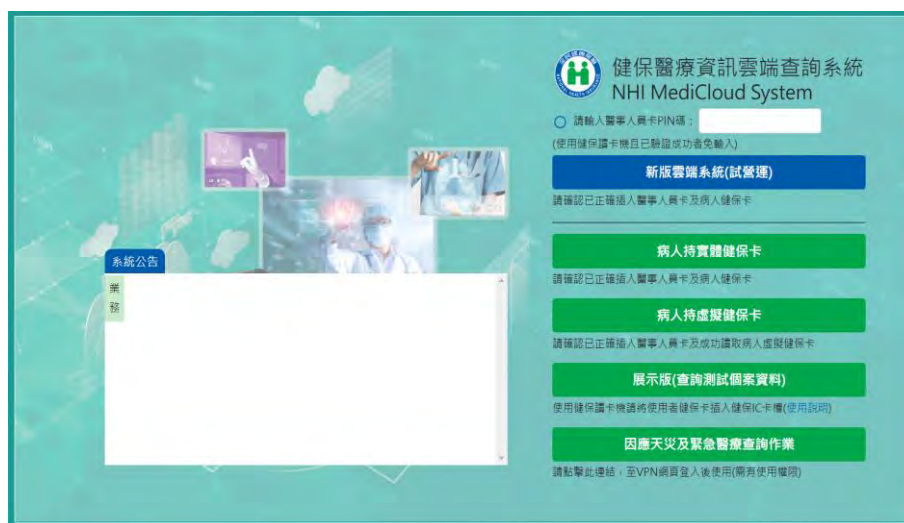 健保醫療資訊雲端查詢系統
NHI MediCloud System
請輸入醫事人員卡PIN碼：
(使用健保讀卡機且已驗證成功者免輸入)
新版雲端系統(試營運)
請確認已正確插入醫事人員卡及病人健保卡
病人持實體健保卡
請確認已正確插入醫事人員卡及病人健保卡
病人持虛擬健保卡
請確認已正確插入醫事人員卡及成功讀取病人虛擬健保卡
展示版(查詢測試個案資料)
使用健保讀卡機請將使用者健保卡插入健保IC卡槽(使用說明)
因應天災及緊急醫療查詢作業
請點擊此連結，至VPN網頁登入後使用(需有使用權限)
系統公告
業
務